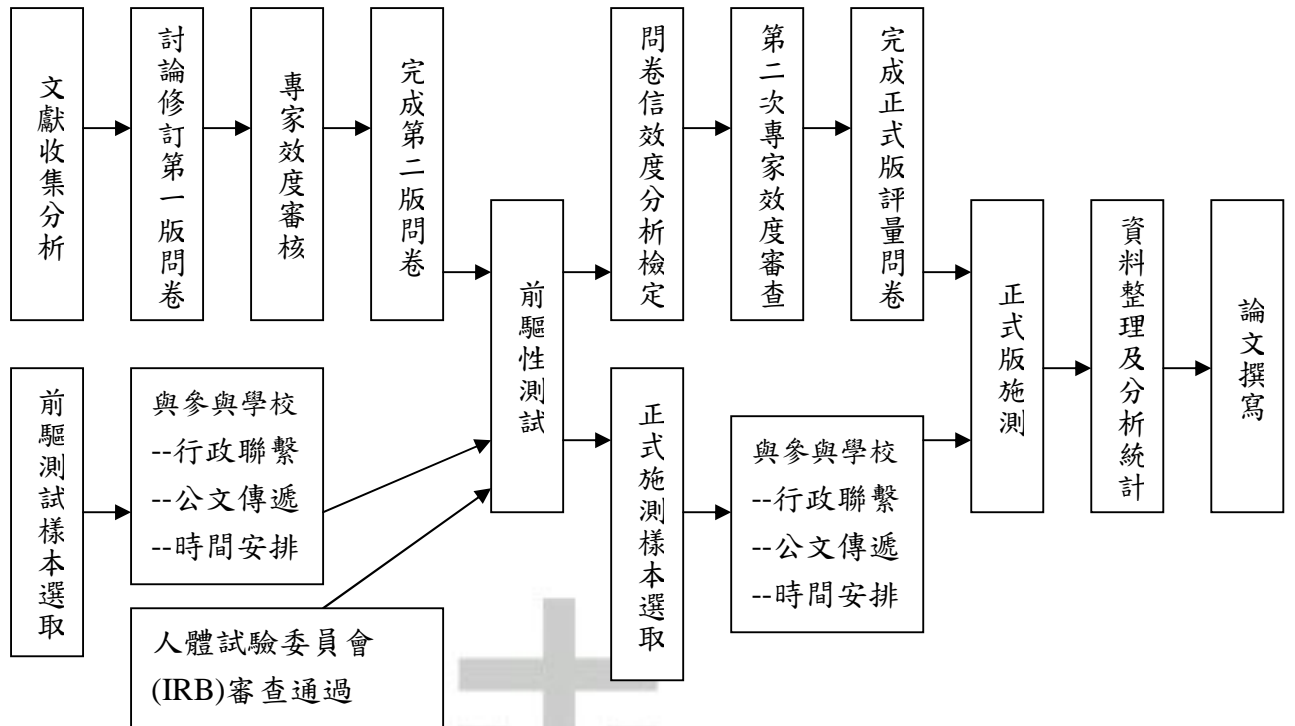 文獻收集分析
討論修訂第一版問卷
專家效度審核
完成第二版問卷
前驅測試樣本選取
與參與學校
--行政聯繫
--公文傳遞
--時間安排
人體試驗委員會
(IRB)審查通過
前驅性測試
問卷信效度分析檢定
第二次專家效度審查
完成正式版評量問卷
正式施測樣本選取
與參與學校
--行政聯繫
--公文傳遞
--時間安排
正式版施測
資料整理及分析統計
論文撰寫